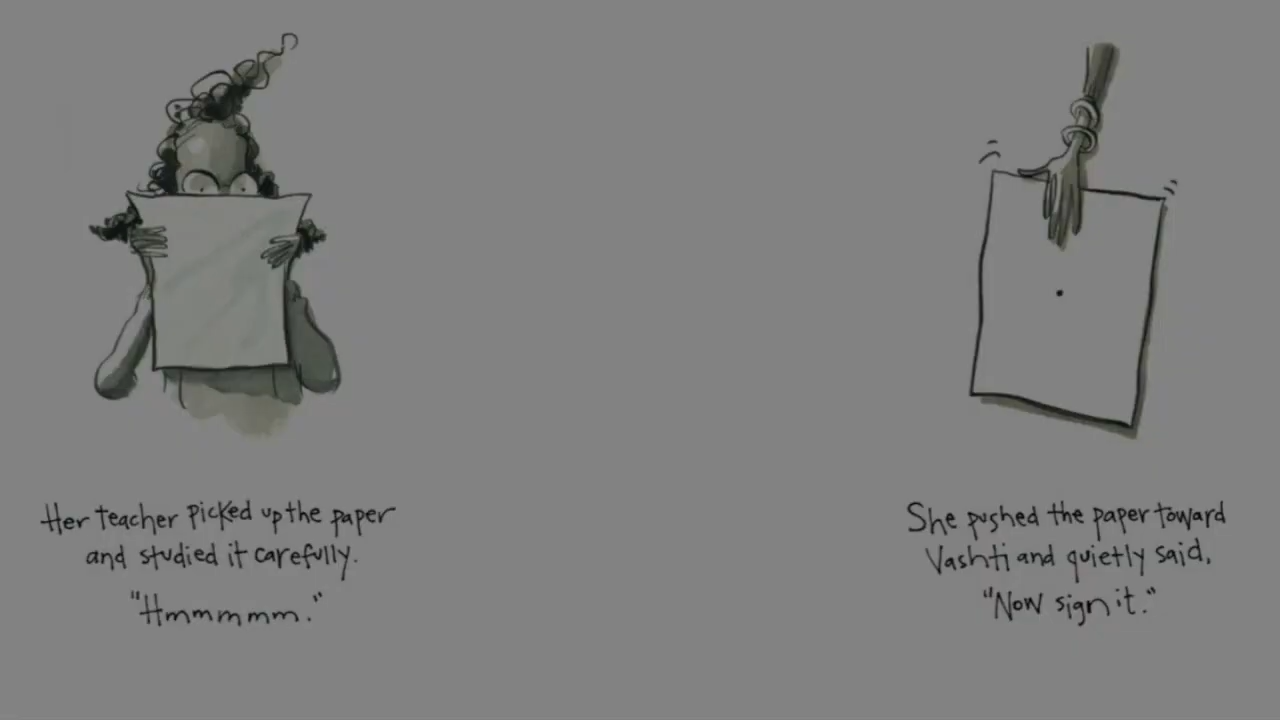 Her teacher picked up the paper
and studied it carefully.
"Hmmmmm."
She pushed the paper toward
Vashti and quietly said,
"Now sign it."